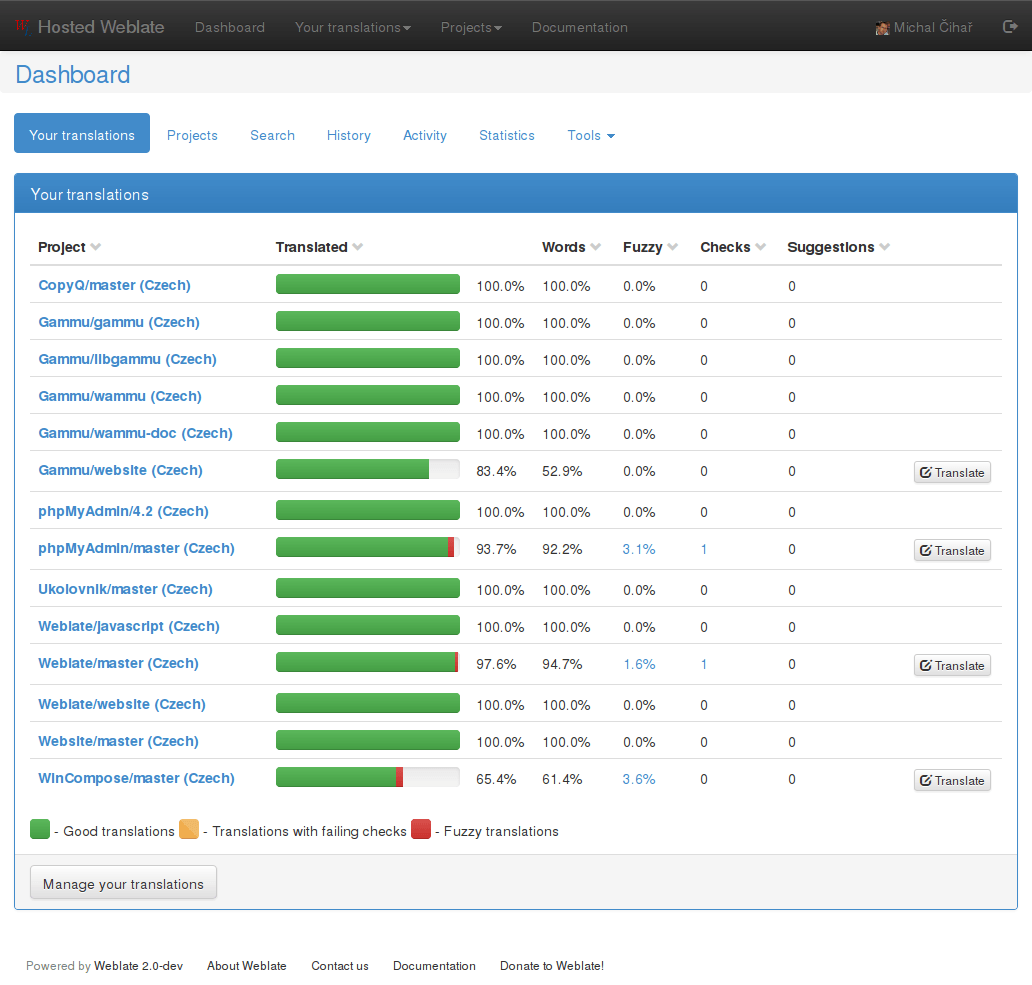 Hosted Weblate Dashboard Your translations Projects Documentation Michal Čihař
Dashboard
Your translations Projects Search History Activity Statistics Tools
Your translations
Project Translated Words Fuzzy Checks Suggestions
CopyQ/master (Czech) 100.0% 100.0% 0.0% 0 0
Gammu/gammu (Czech) 100.0% 100.0% 0.0% 0 0
Gammu/libgammu (Czech) 100.0% 100.0% 0.0% 0 0
Gammu/wammu (Czech) 100.0% 100.0% 0.0% 0 0
Gammu/wammu-doc (Czech) 100.0% 100.0% 0.0% 0 0
Gammu/website (Czech) 83.4% 52.9% 0.0% 0 0 Translate
phpMyAdmin/4.2 (Czech) 100.0% 100.0% 0.0% 0 0
phpMyAdmin/master (Czech) 93.7% 92.2% 3.1% 1 0 Translate
Ukolovnik/master (Czech) 100.0% 100.0% 0.0% 0 0
Weblate/javascript (Czech) 100.0% 100.0% 0.0% 0 0
Weblate/master (Czech) 97.6% 94.7% 1.6% 1 0 Translate
Weblate/website (Czech) 100.0% 100.0% 0.0% 0 0
Website/master (Czech) 100.0% 100.0% 0.0% 0 0
WinCompose/master (Czech) 65.4% 61.4% 3.6% 0 0 Translate
- Good translations - Translations with failing checks - Fuzzy translations
Manage your translations
Powered by Weblate 2.0-dev About Weblate Contact us Documentation Donate to Weblate!